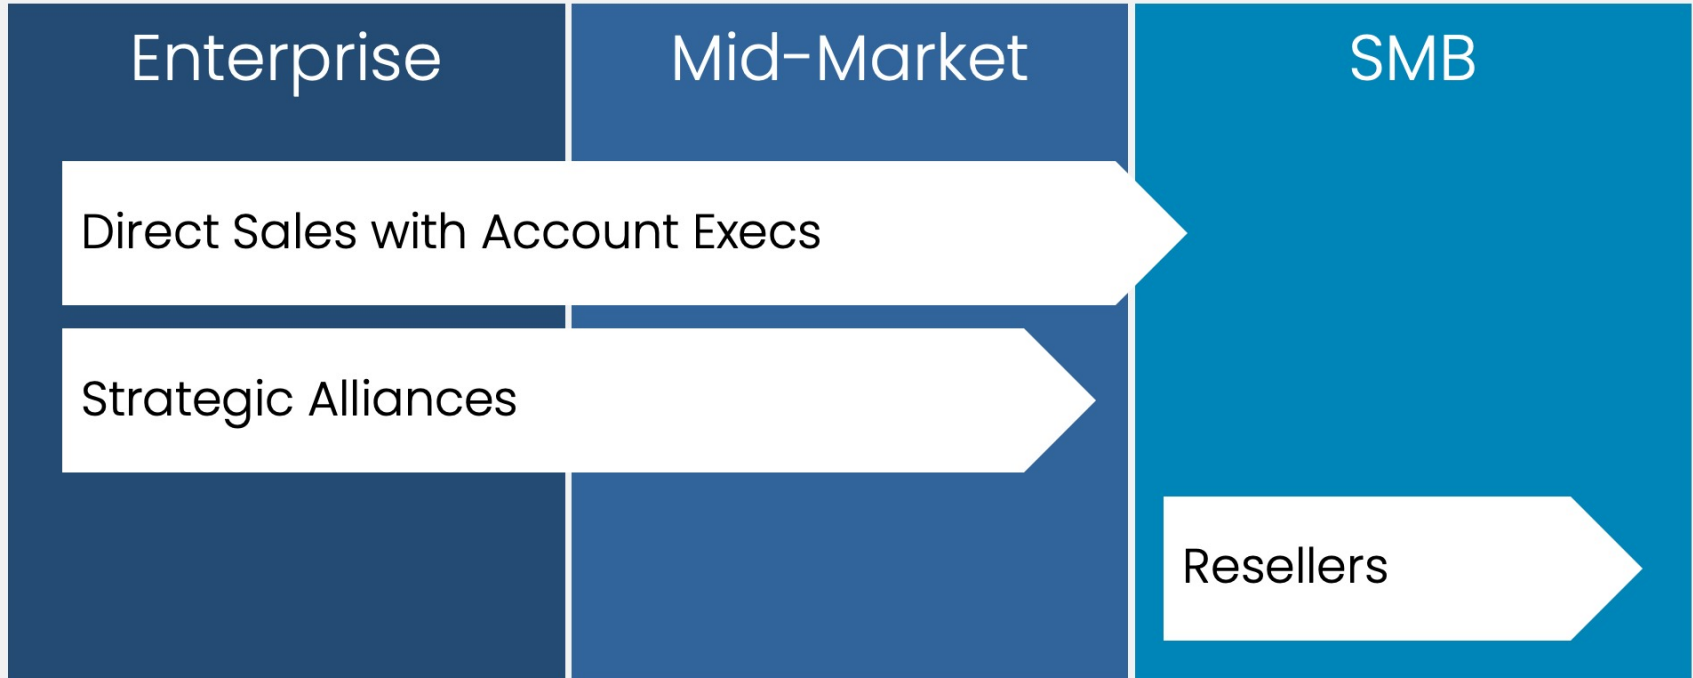 Enterprise
Mid-Market
SMB
Direct Sales with Account Execs
Strategic Alliances
Resellers